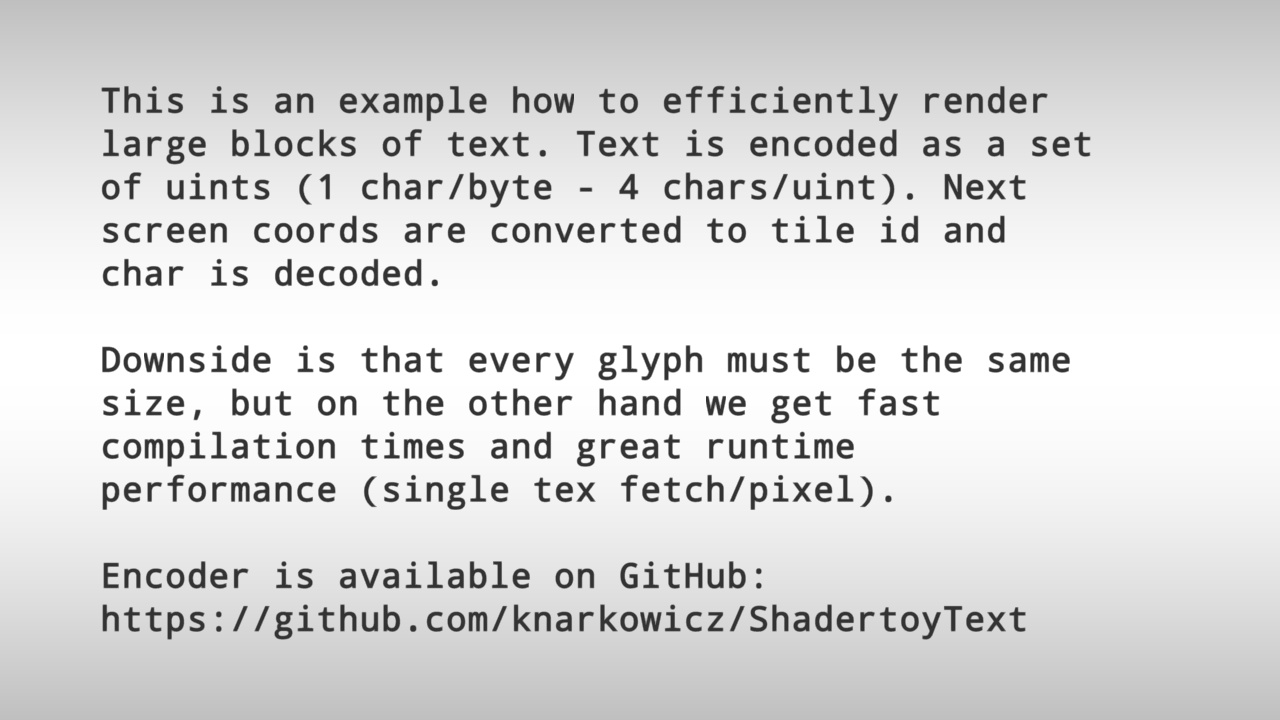 This is an example how to efficiently render
large blocks of text. Text is encoded as a set
of uints (1 char/byte - 4 chars/uint). Next
screen coords are converted to tile id and
char is decoded.
Downside is that every glyph must be the same
size, but on the other hand we get fast
compilation times and great runtime
performance (single tex fetch/pixel).
Encoder is available on GitHub:
https://github.com/knarkowicz/ShadertoyText